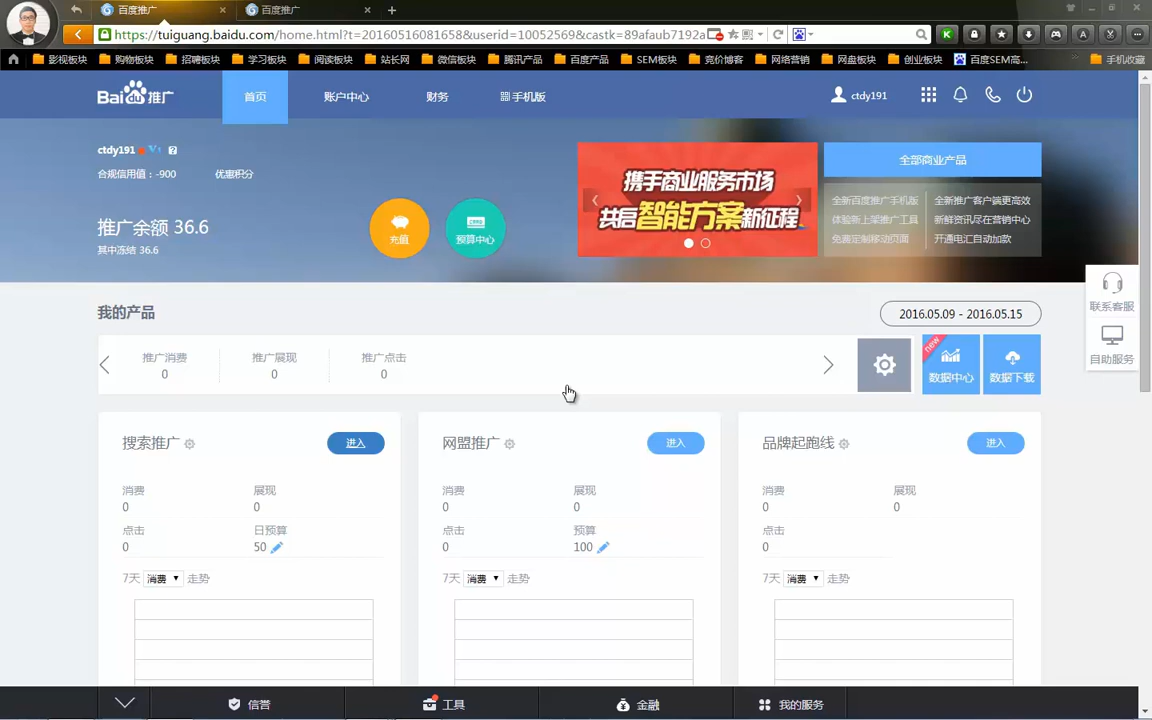 百度推广
百度推广
https://tuiguang.baidu.com/home.html?t=20160516081658&userid=10052569&castk=89afaub7192a
影视板块 购物板块 招聘板块 学习板块 阅读板块 站长网 微信板块 腾讯产品 百度产品 SEM板块 竞价博客 网络营销 网盘板块 创业板块 百度SEM高... 手机收藏
Bai du 推广 首页 账户中心 财务 手机版 ctdy191
ctdy191
合规信用值：-900 优惠积分
推广余额 36.6
其中冻结 36.6
充值
预算中心
携手商业服务市场
共启智能方案新征程
全部商业产品
全新百度推广手机版 全新推广客户端更高效
体验新上架推广工具 新鲜资讯尽在营销中心
免费定制移动页面 开通电汇自动加款
联系客服
自助服务
我的产品
2016.05.09 - 2016.05.15
推广消费 推广展现 推广点击
0 0 0
new
数据中心
数据下载
搜索推广 进入
消费 展现
0 0
点击 日预算
0 50
7天 消费 走势
网盟推广 进入
消费 展现
0 0
点击 预算
0 100
7天 消费 走势
品牌起跑线 进入
消费 展现
0 0
点击
0
7天 消费 走势
信誉 工具 金融 我的服务